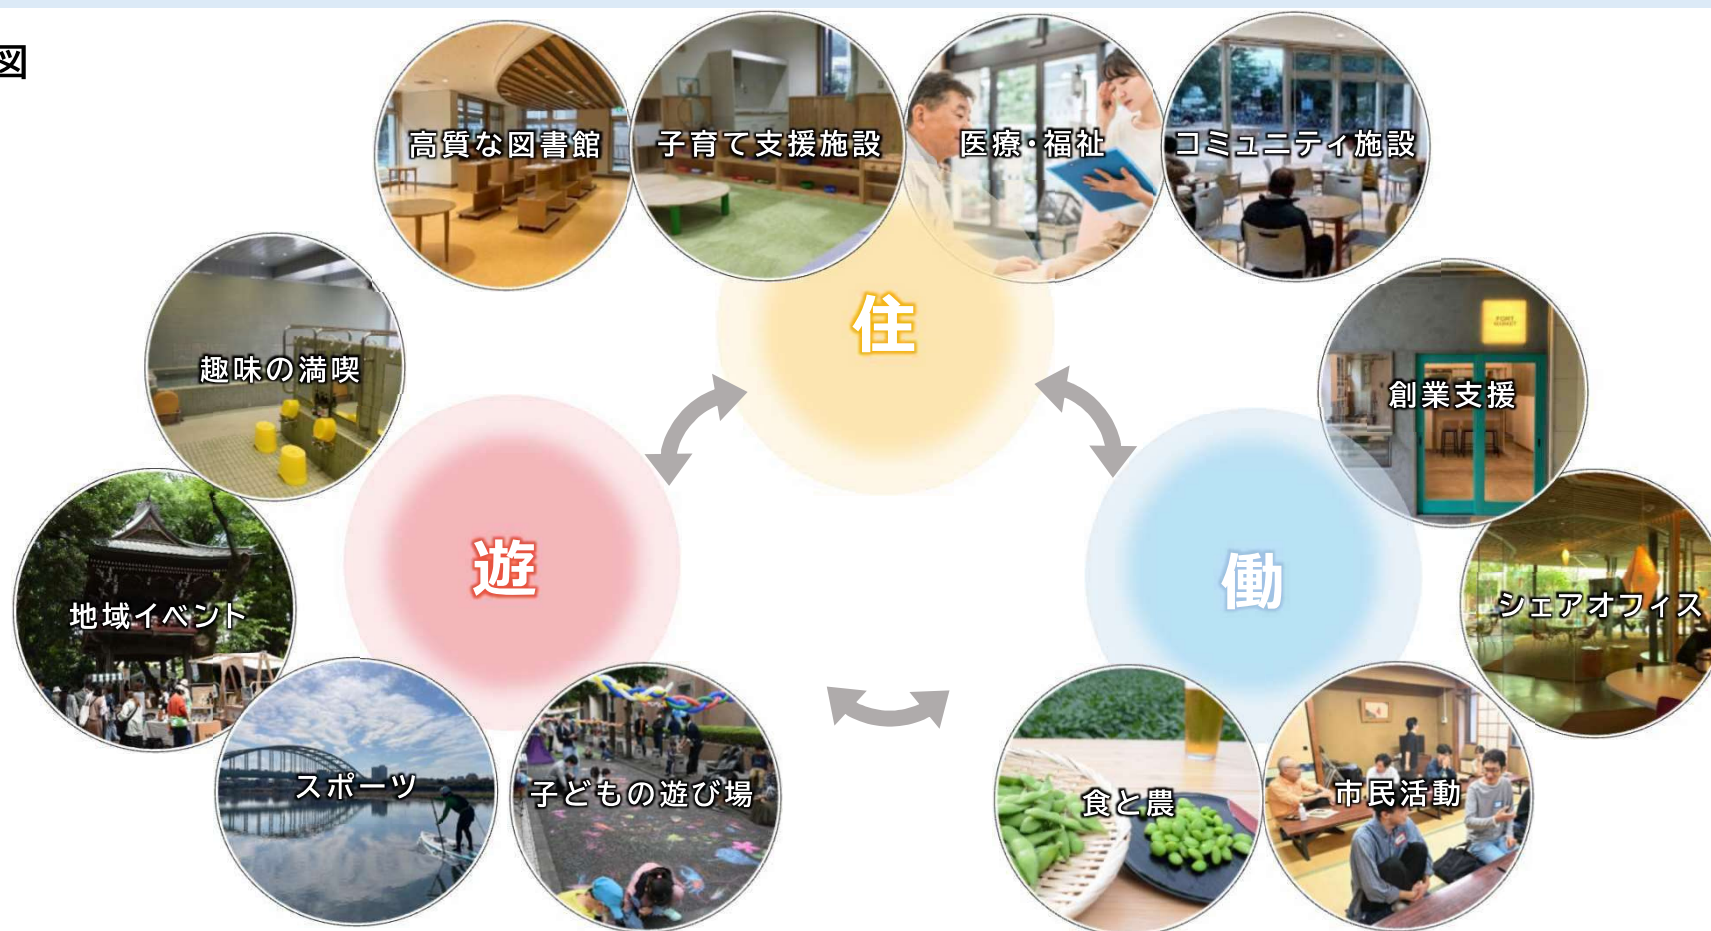 図
高質な図書館
子育て支援施設
医療・福祉
コミュニティ施設
住
趣味の満喫
創業支援
遊
働
地域イベント
シェアオフィス
スポーツ
子どもの遊び場
食と農
市民活動